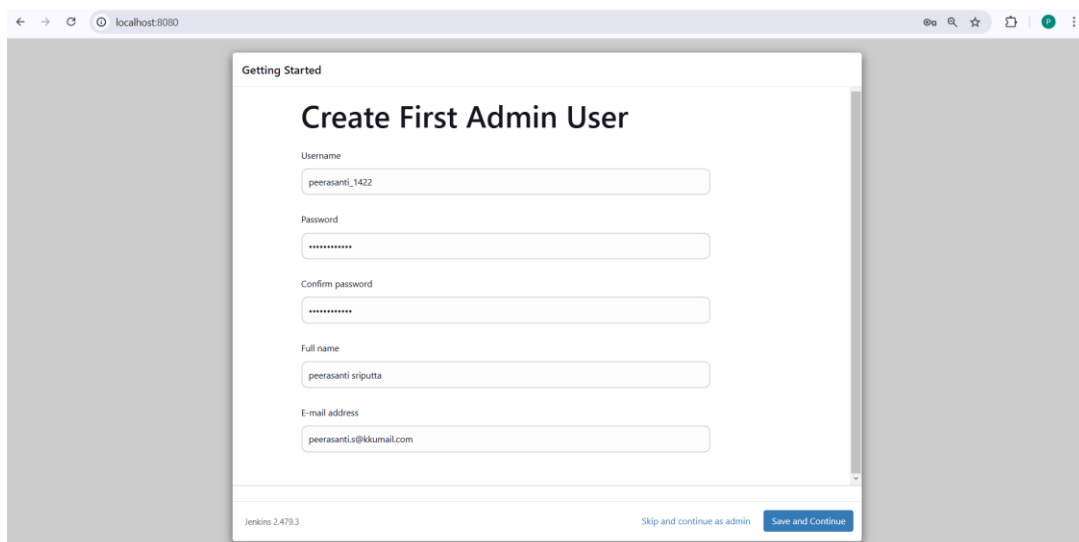 localhost:8080
P
Getting Started
Create First Admin User
Username
peerasanti_1422
Password
••••••••••••
Confirm password
••••••••••••
Full name
peerasanti sriputta
E-mail address
peerasanti.s@kkumail.com
Jenkins 2.479.3
Skip and continue as admin
Save and Continue